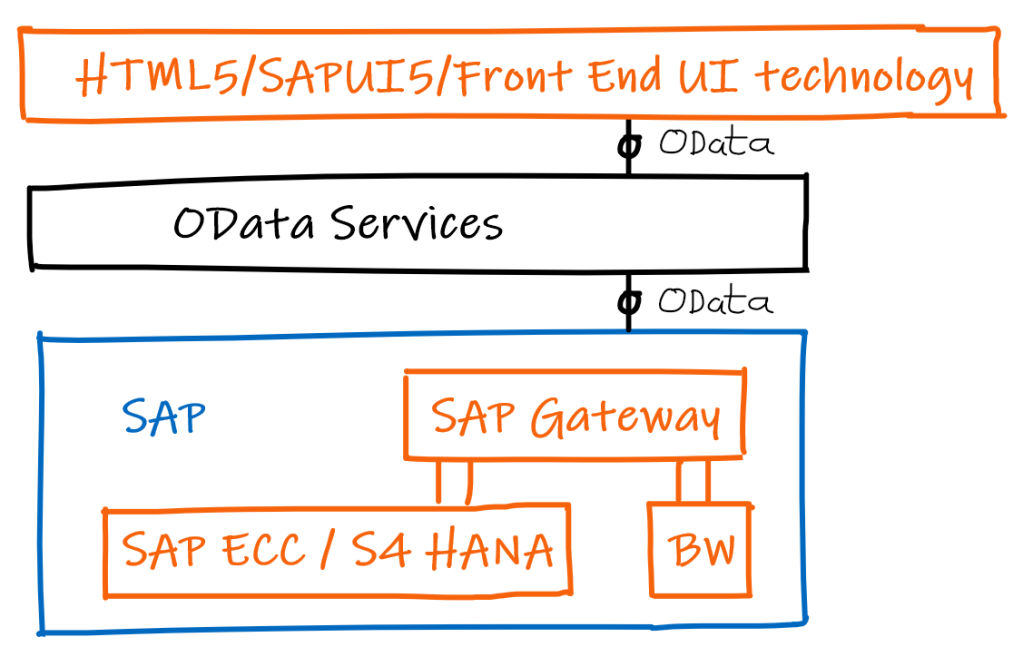 HTML5/SAPUI5/Front End UI technology
OData
OData Services
OData
SAP
SAP Gateway
SAP ECC / S4 HANA
BW